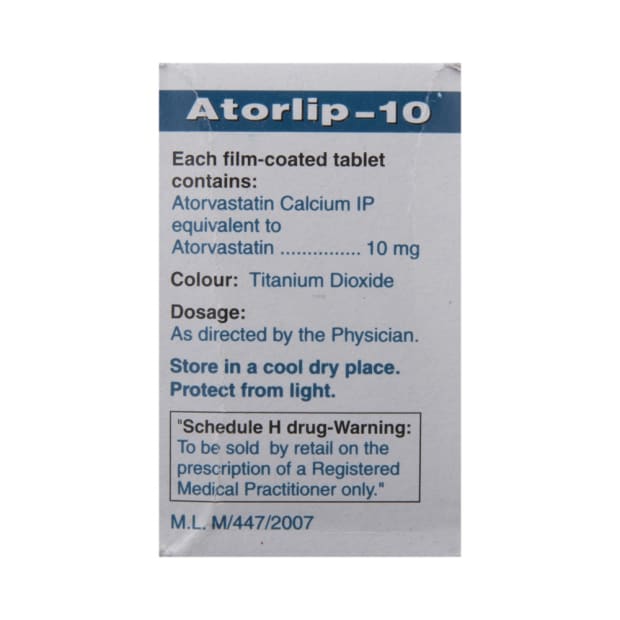 Atorlip-10
Each film-coated tablet
contains:
Atorvastatin Calcium IP
equivalent to
Atorvastatin ............... 10 mg
Colour: Titanium Dioxide
Dosage:
As directed by the Physician.
Store in a cool dry place.
Protect from light.
"Schedule H drug-Warning:
To be sold by retail on the
prescription of a Registered
Medical Practitioner only."
M.L. M/447/2007